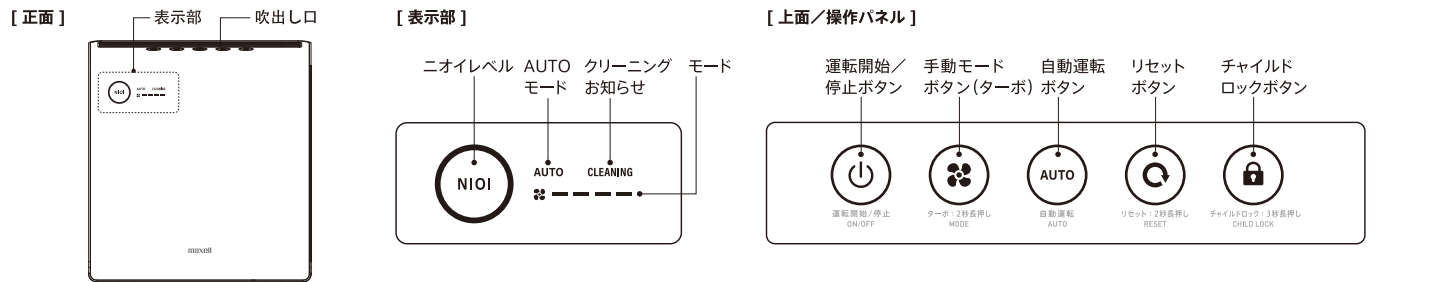 [ 正面 ]
表示部
吹出し口
NIOI
AUTO CLEANING
maxell
[ 表示部 ]
ニオイレベル
AUTO
モード
クリーニング
お知らせ
モード
NIOI
AUTO CLEANING
[ 上面／操作パネル ]
運転開始／
停止ボタン
手動モード
ボタン（ターボ）
自動運転
ボタン
リセット
ボタン
チャイルド
ロックボタン
AUTO
運転開始/停止
ON/OFF
ターボ：2秒長押し
MODE
自動運転
AUTO
リセット：2秒長押し
RESET
チャイルドロック：3秒長押し
CHILD LOCK